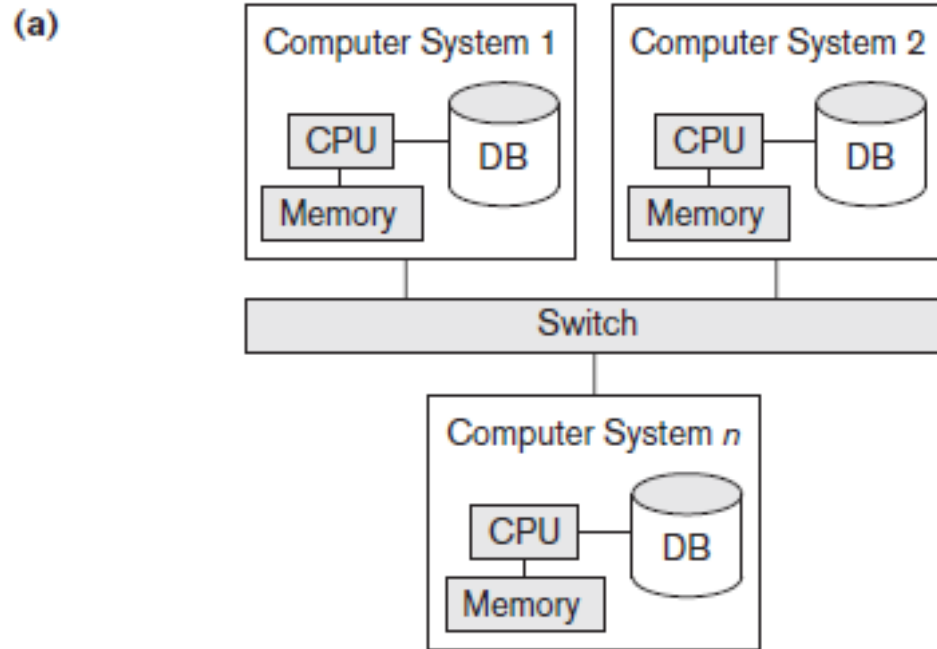 (a)
Computer System 1
CPU
DB
Memory
Computer System 2
CPU
DB
Memory
Switch
Computer System n
CPU
DB
Memory